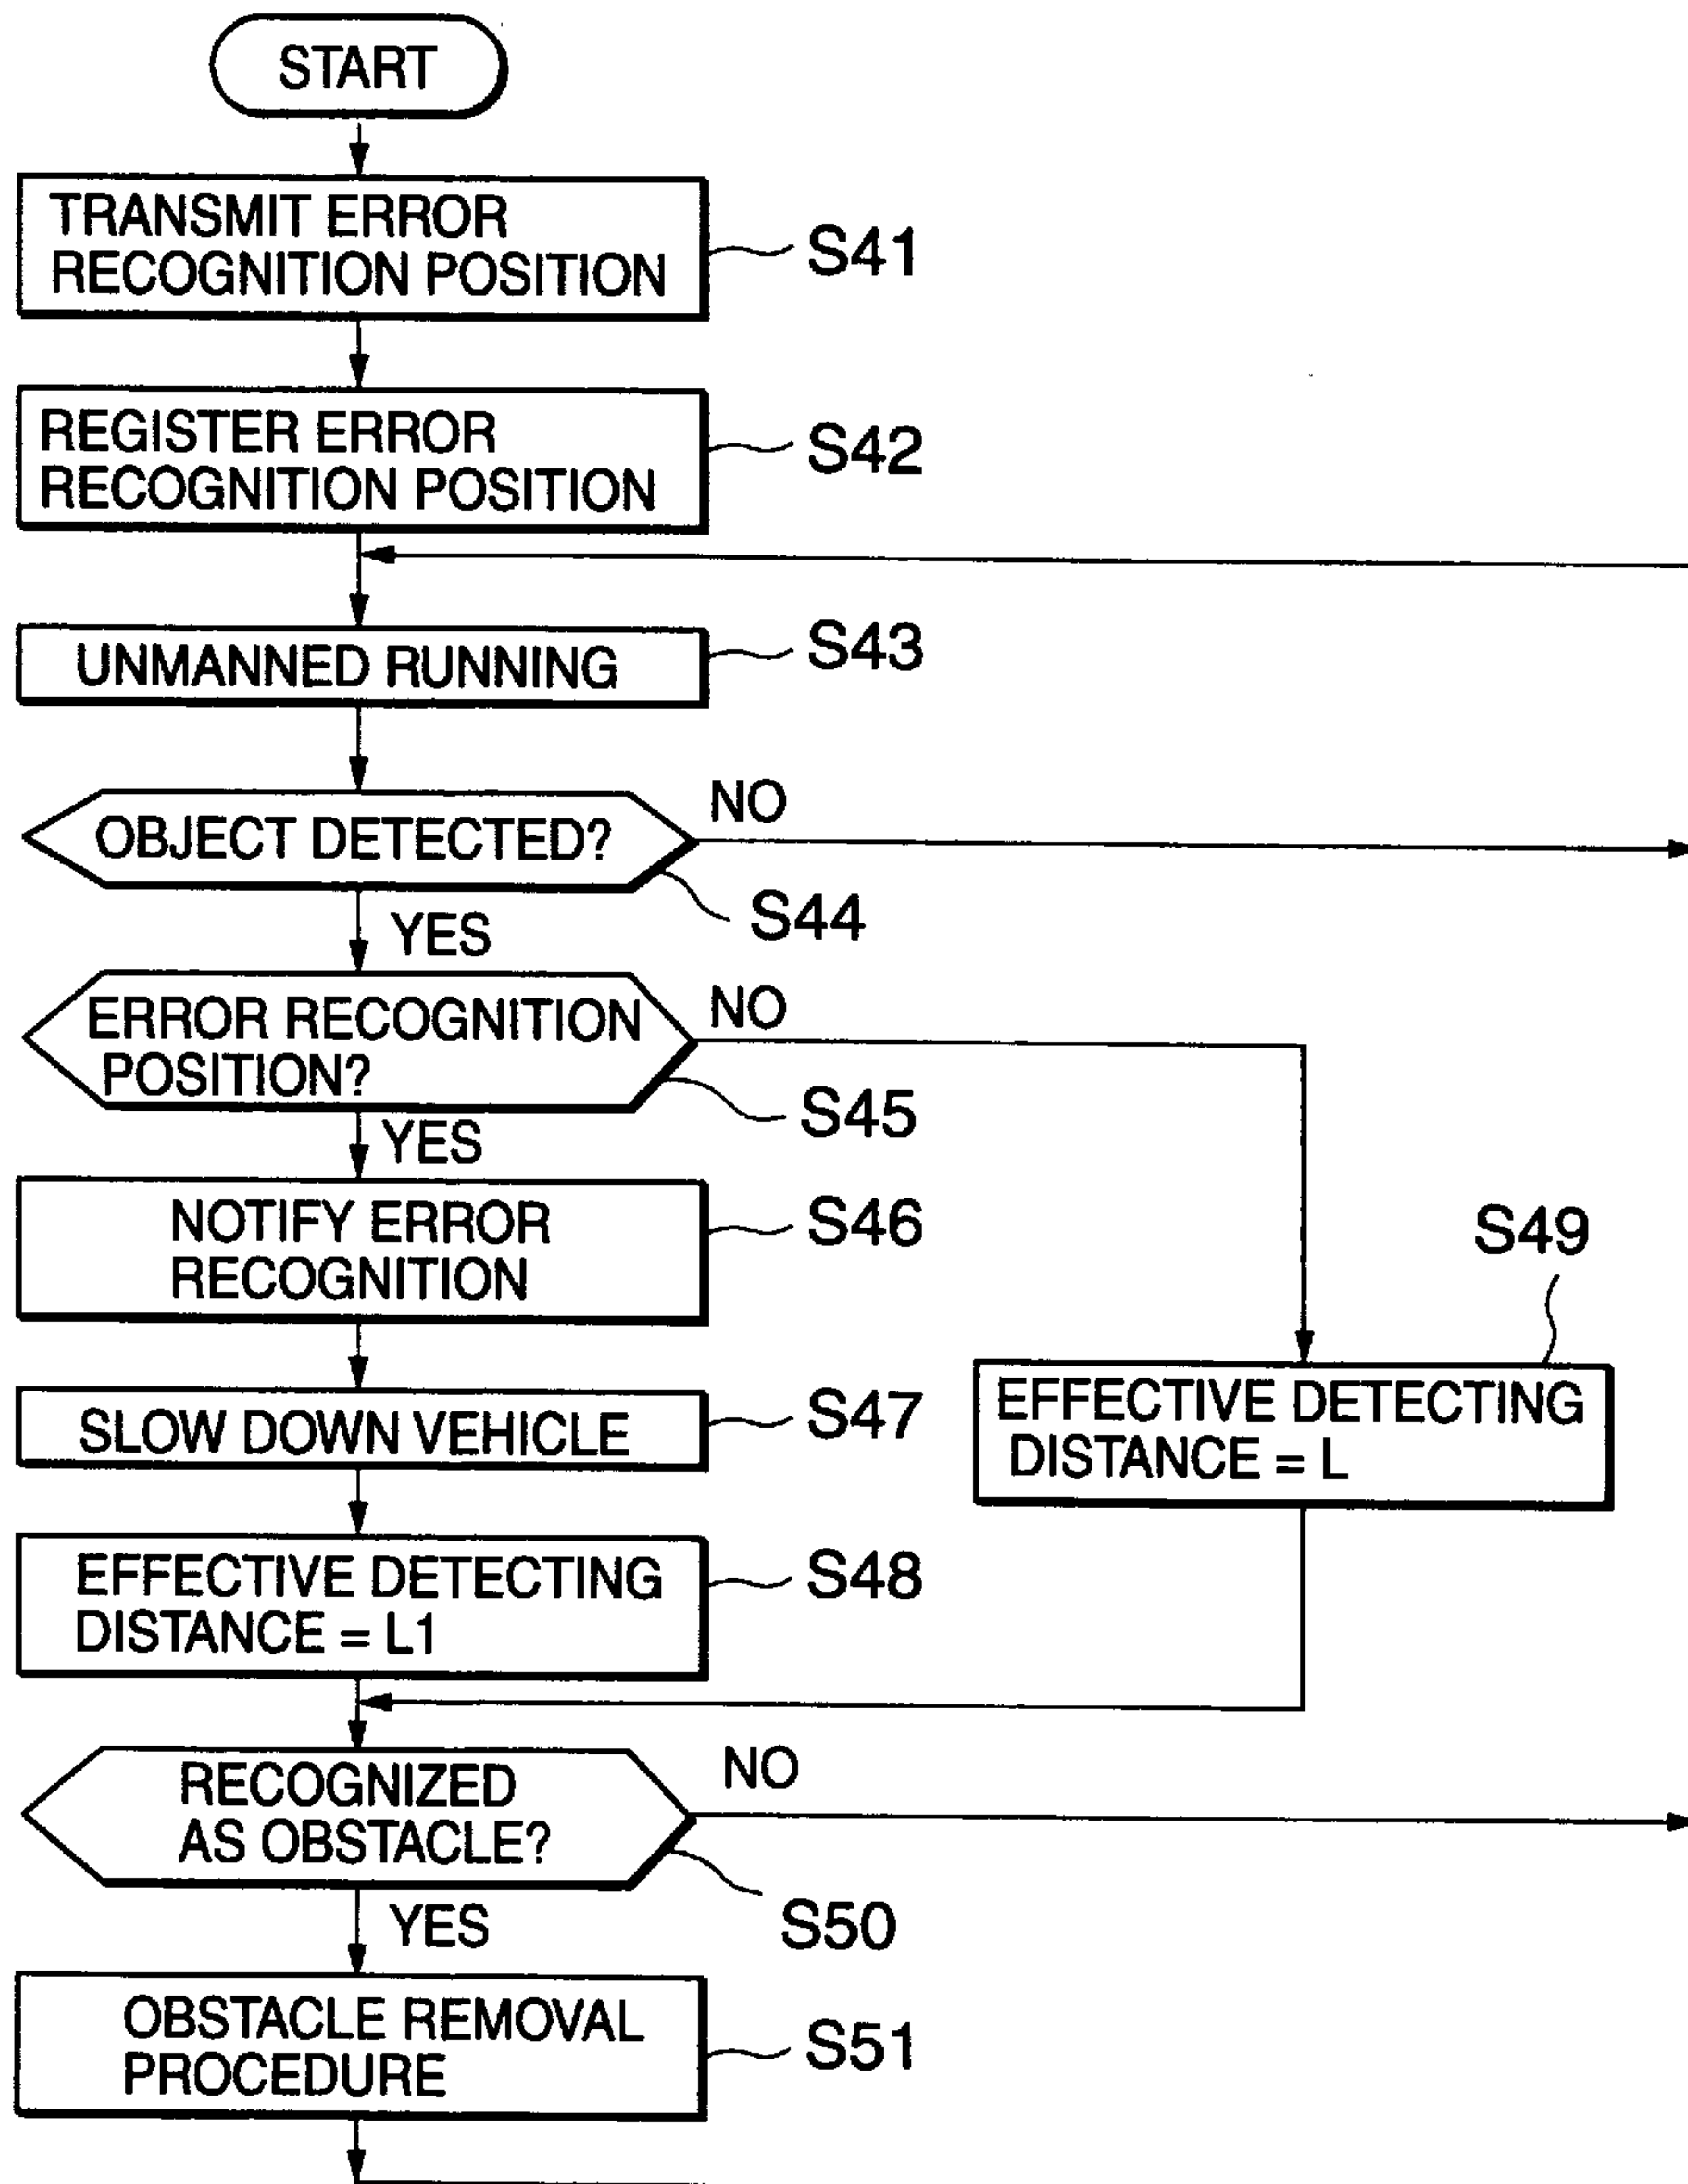 START
TRANSMIT ERROR
RECOGNITION POSITION
S41
REGISTER ERROR
RECOGNITION POSITION
S42
UNMANNED RUNNING
S43
OBJECT DETECTED?
NO
S44
YES
ERROR RECOGNITION
POSITION?
NO
S45
YES
NOTIFY ERROR
RECOGNITION
S46
S49
SLOW DOWN VEHICLE
S47
EFFECTIVE DETECTING
DISTANCE = L
EFFECTIVE DETECTING
DISTANCE = L1
S48
RECOGNIZED
AS OBSTACLE?
NO
S50
YES
OBSTACLE REMOVAL
PROCEDURE
S51